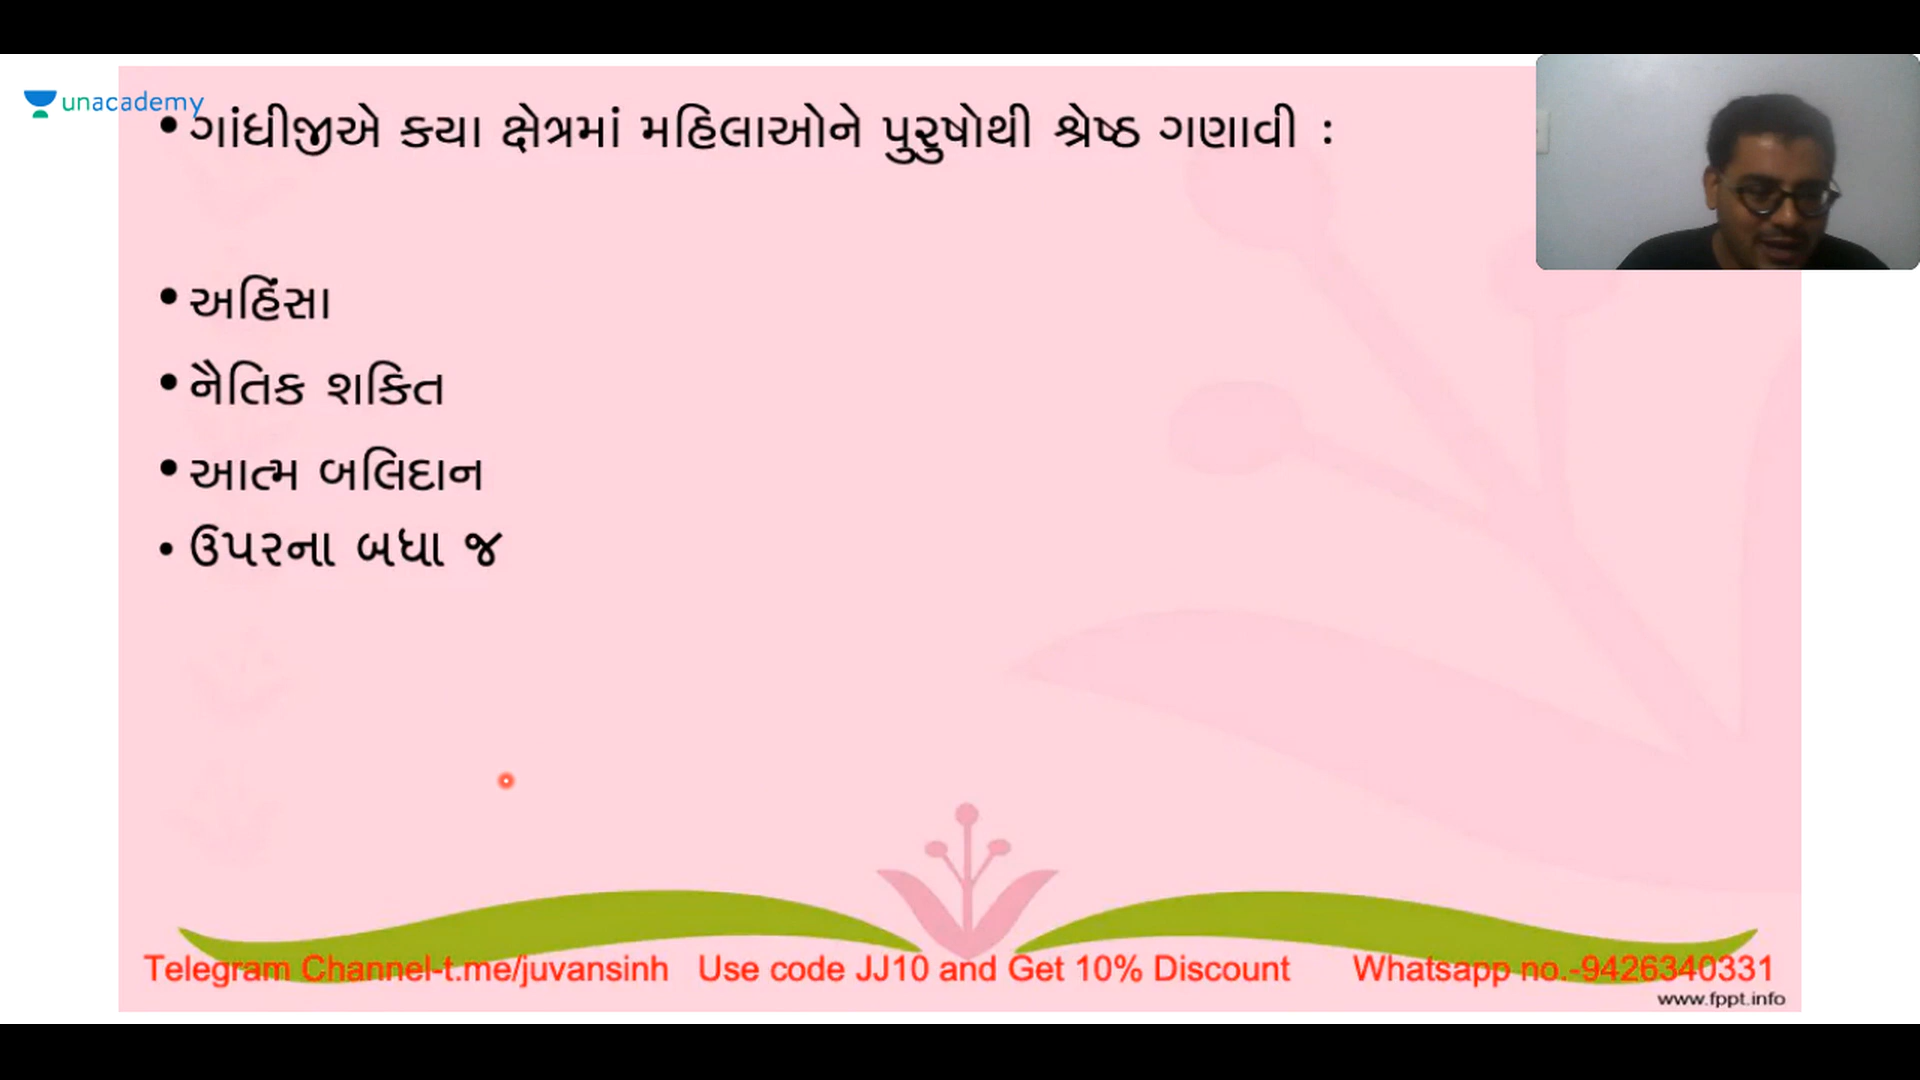 unacademy
• ગાંધીજીએ કયા ક્ષેત્રમાં મહિલાઓને પુરુષોથી શ્રેષ્ઠ ગણાવી :
• અહિંસા
• નૈતિક શકિત
• આત્મ બલિદાન
• ઉપરના બધા જ
Telegram Channel-t.me/juvansinh Use code JJ10 and Get 10% Discount Whatsapp no.-9426340331
www.fppt.info